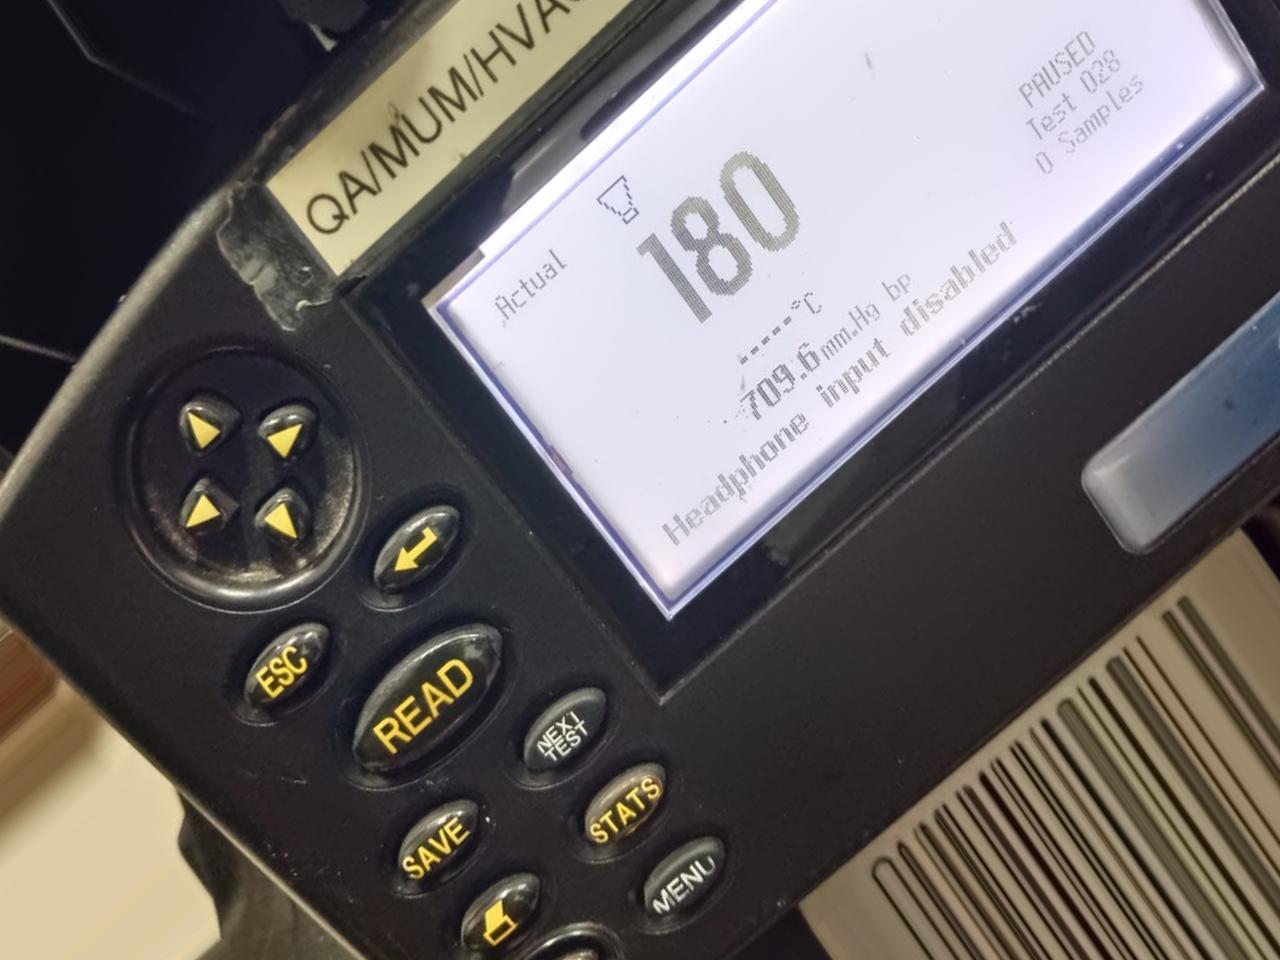 QA/MUM/HVAC
PAUSED
Test 028
0 Samples
Actual
180
----°C
709.6mm.Hg bp
Headphone input disabled
ESC
READ
NEXT
TEST
SAVE
STATS
MENU